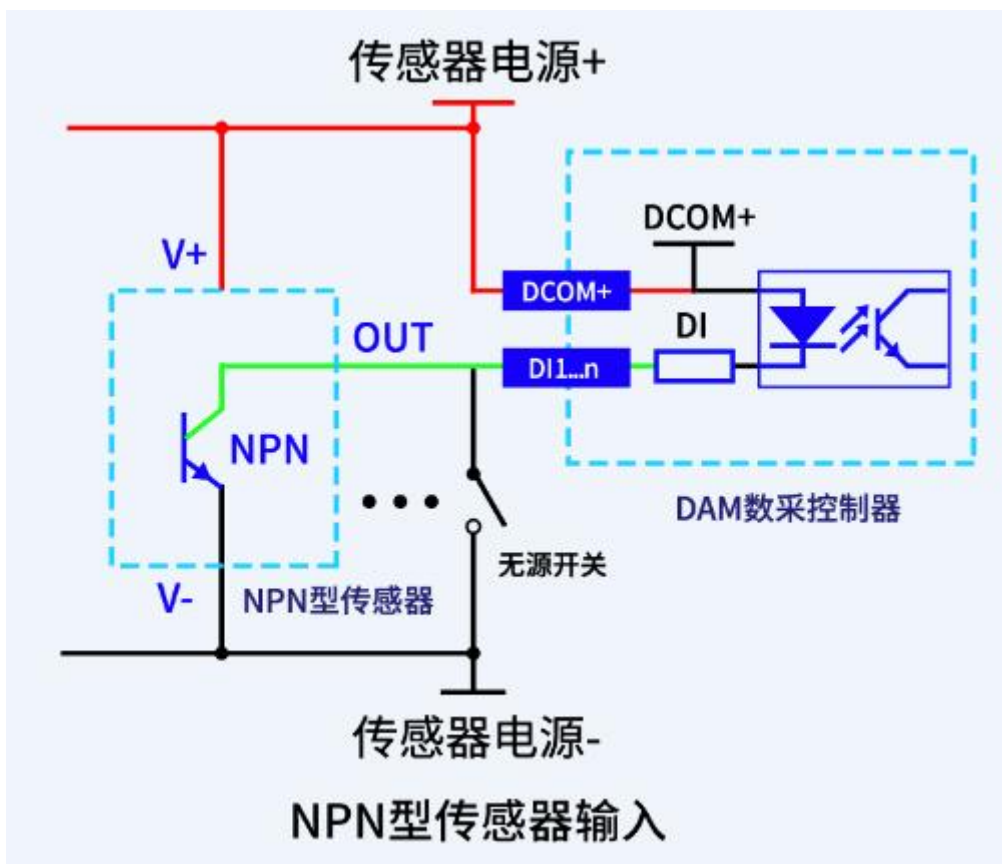 传感器电源+
DCOM+
V+
DCOM+
OUT
DI
DI1...n
NPN
DAM数采控制器
无源开关
V-
NPN型传感器
传感器电源-
NPN型传感器输入